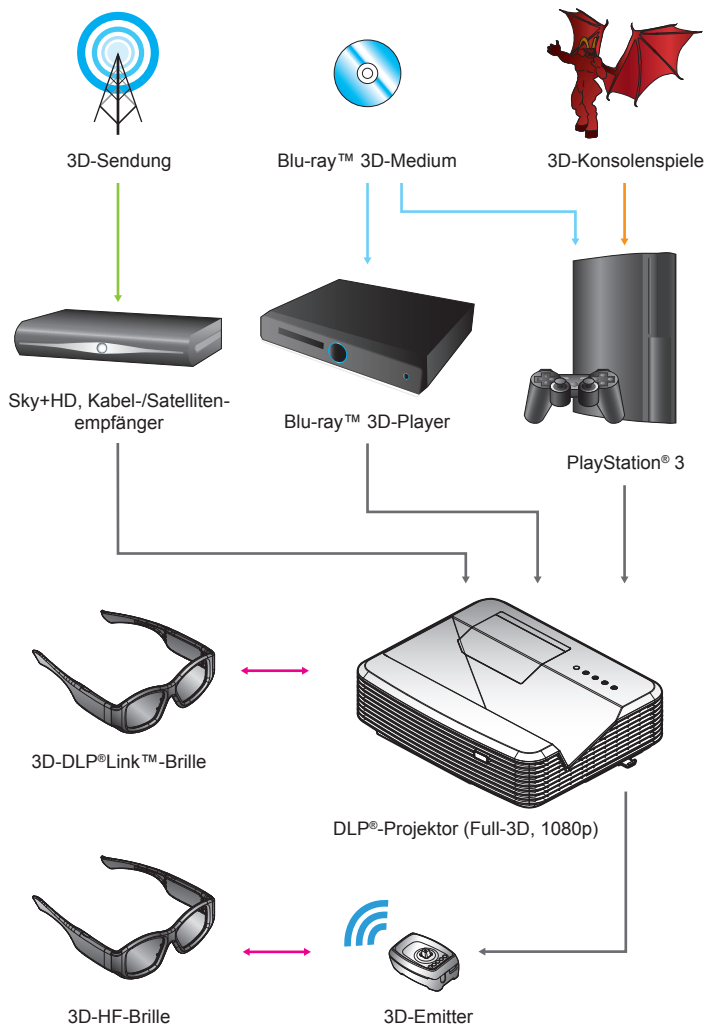 3D-Sendung
Blu-ray™ 3D-Medium
3D-Konsolenspiele
Sky+HD, Kabel-/Satelliten-
empfänger
Blu-ray™ 3D-Player
PlayStation® 3
3D-DLP®Link™-Brille
DLP®-Projektor (Full-3D, 1080p)
3D-HF-Brille
3D-Emitter